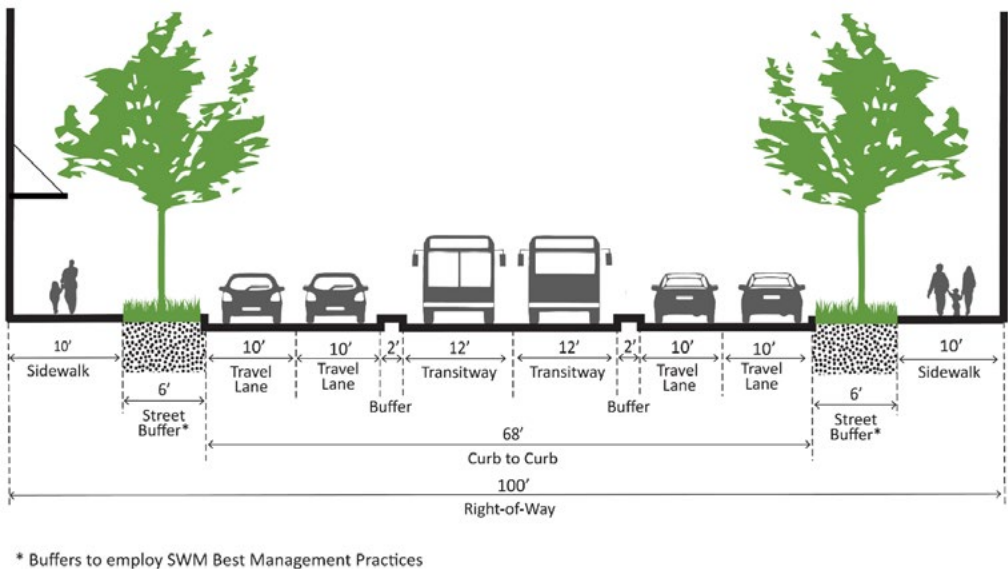 10’
Sidewalk
6’
Street
Buffer*
10’
Travel
Lane
10’
Travel
Lane
2’
Buffer
12’
Transitway
12’
Transitway
2’
Buffer
10’
Travel
Lane
10’
Travel
Lane
6’
Street
Buffer*
10’
Sidewalk
68’
Curb to Curb
100’
Right-of-Way
* Buffers to employ SWM Best Management Practices